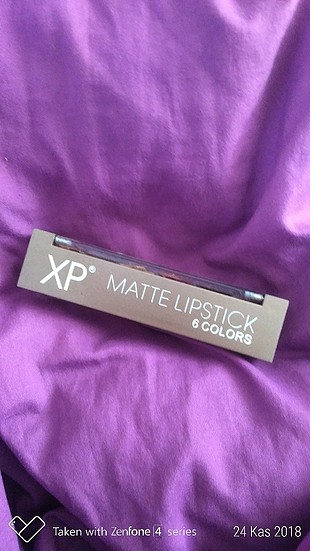 XP® MATTE LIPSTICK
6 COLORS
Taken with Zenfone 4 series
24 Kas 2018